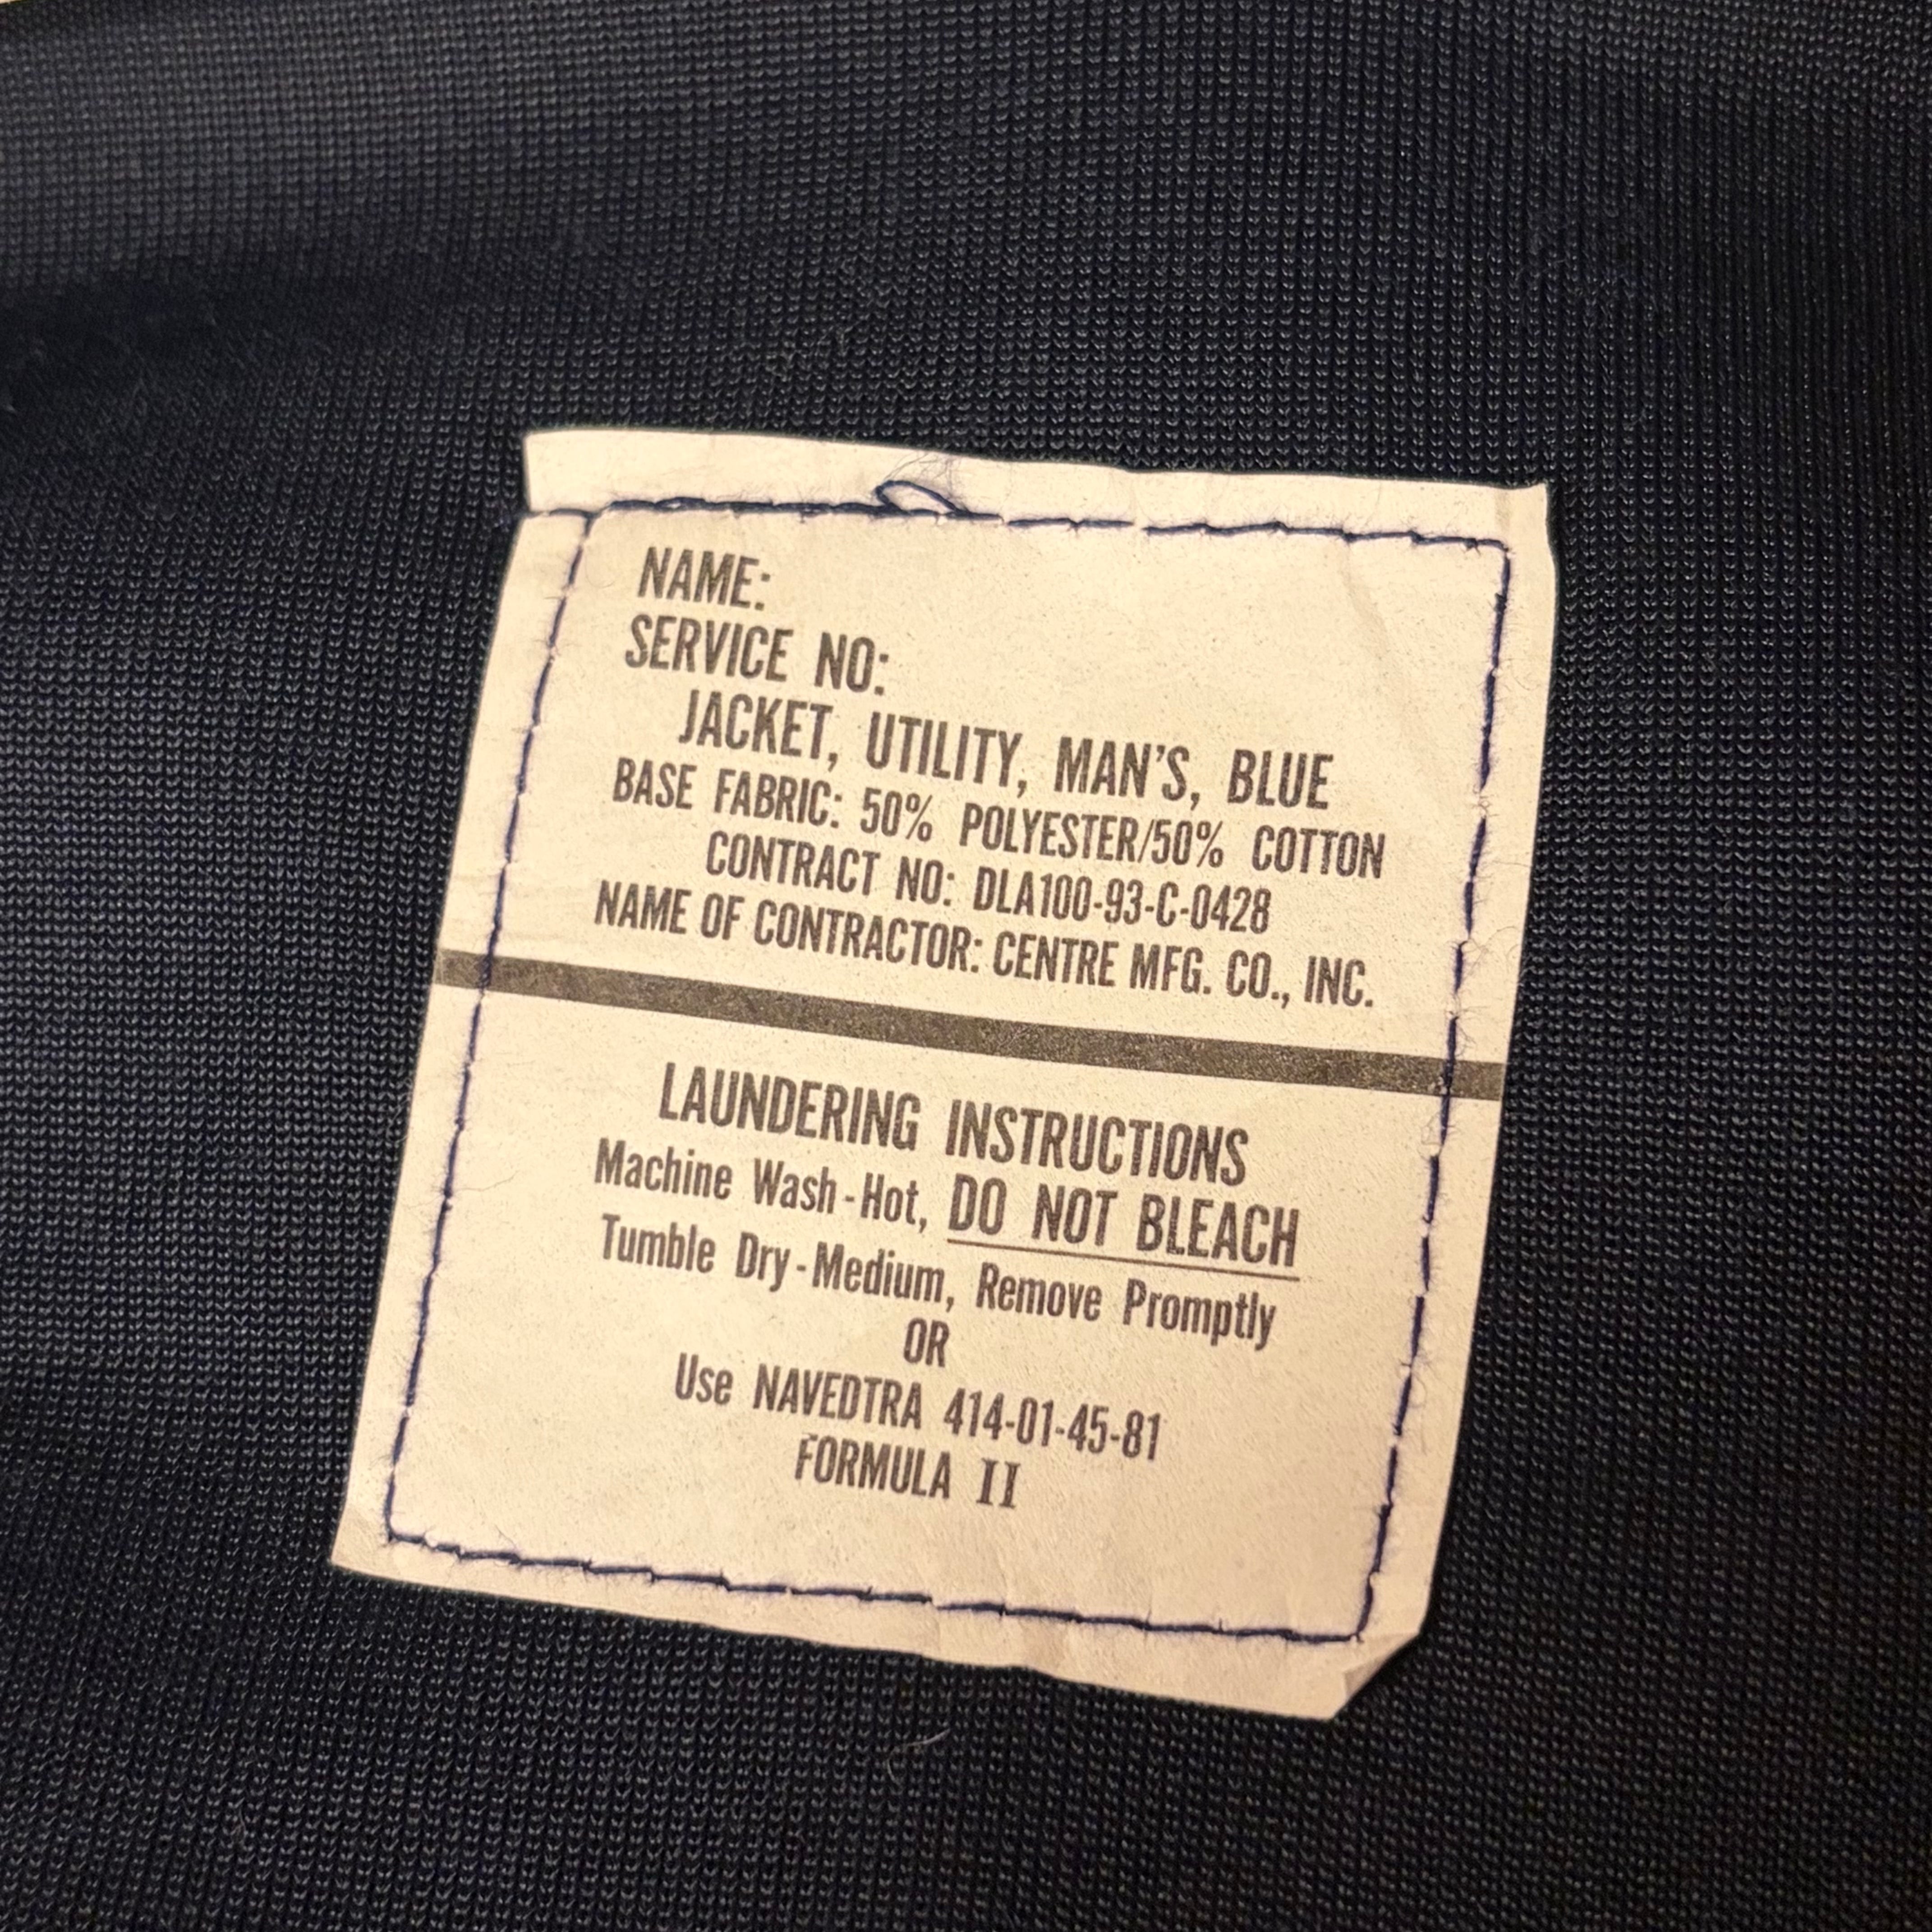 NAME:
SERVICE NO:
JACKET, UTILITY, MAN'S, BLUE
BASE FABRIC: 50% POLYESTER/50% COTTON
CONTRACT NO: DLA100-93-C-0428
NAME OF CONTRACTOR: CENTRE MFG. CO., INC.
LAUNDERING INSTRUCTIONS
Machine Wash-Hot, DO NOT BLEACH
Tumble Dry-Medium, Remove Promptly
OR
Use NAVEDTRA 414-01-45-81
FORMULA II